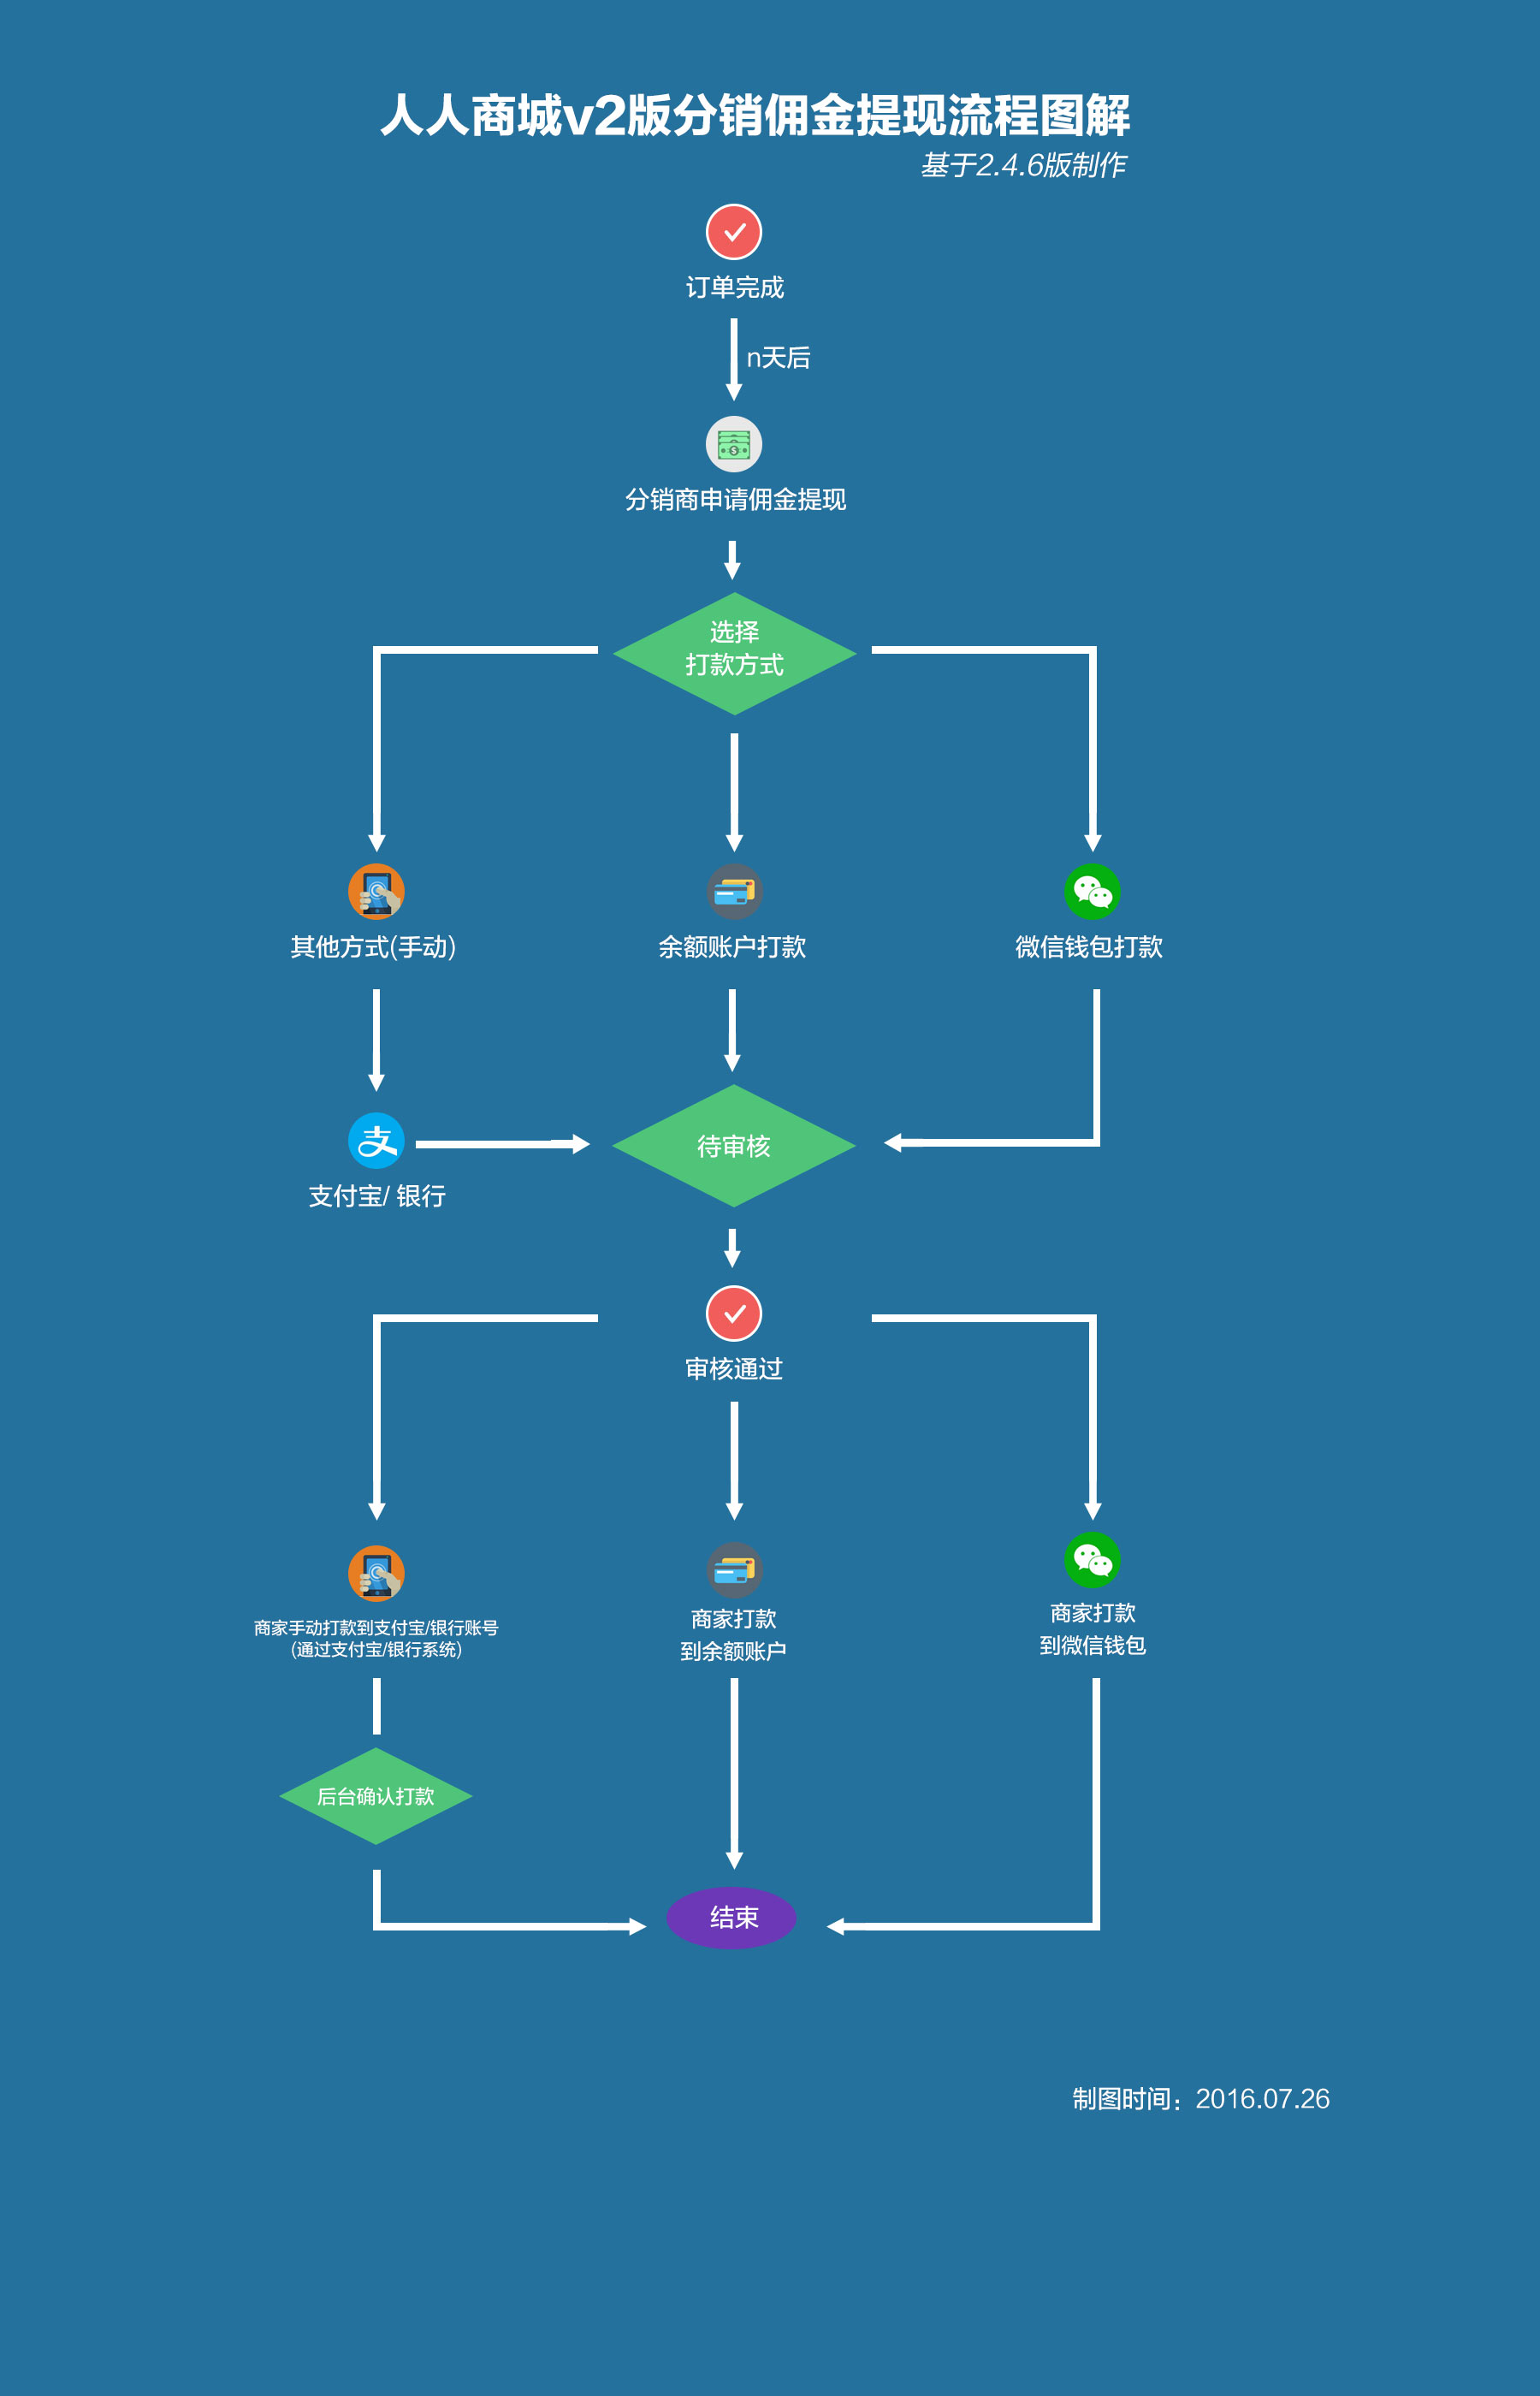 人人商城v2版分销佣金提现流程图解
基于2.4.6版制作
订单完成
n天后
分销商申请佣金提现
选择
打款方式
其他方式(手动)
余额账户打款
微信钱包打款
待审核
支付宝/ 银行
审核通过
商家手动打款到支付宝/银行账号
(通过支付宝/银行系统)
商家打款
到余额账户
商家打款
到微信钱包
后台确认打款
结束
制图时间：2016.07.26